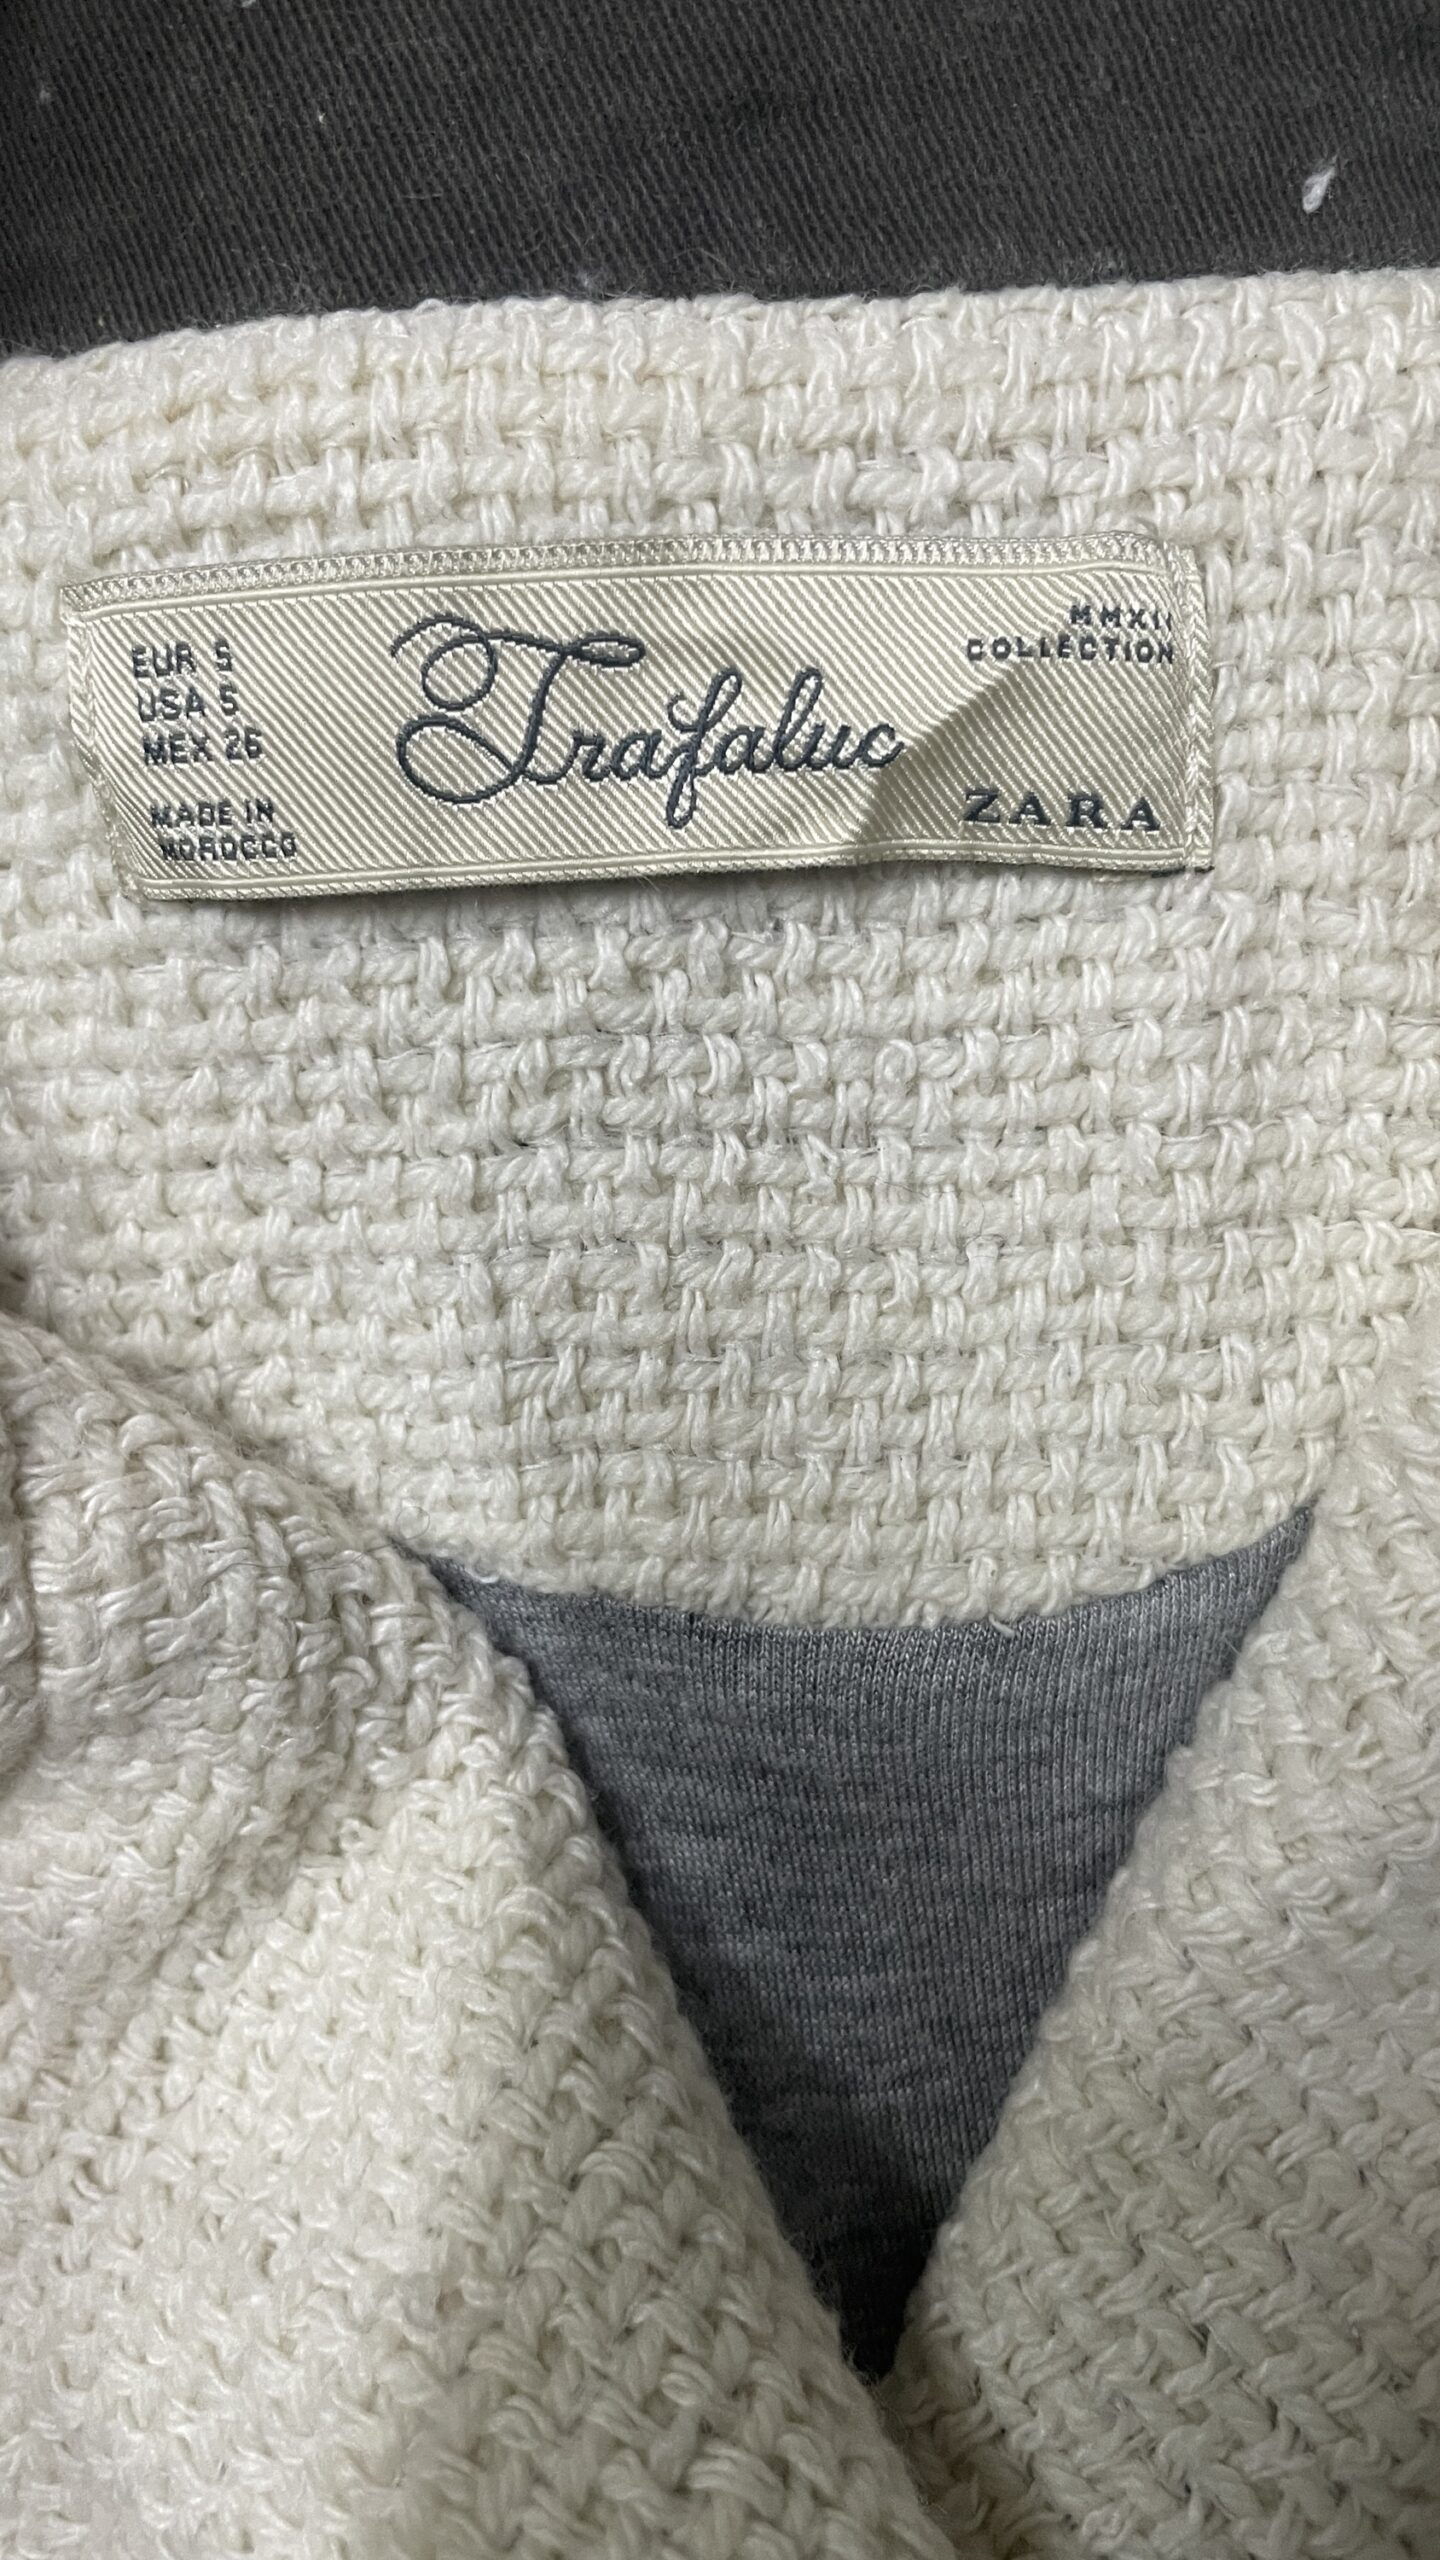 EUR S
USA S
MEX 26
MADE IN
MOROCCO
Trafaluc
MMXII
COLLECTION
ZARA